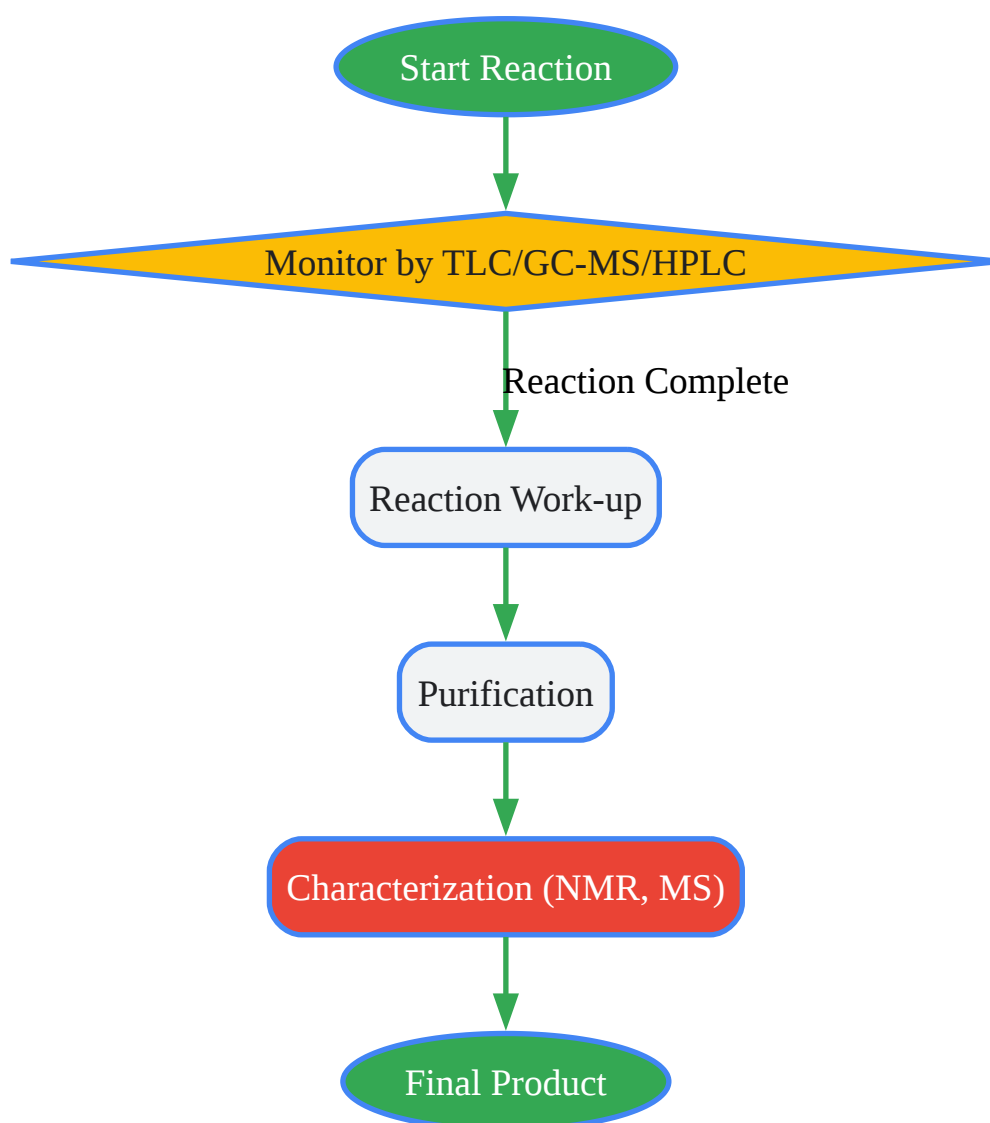 Start Reaction
Monitor by TLC/GC-MS/HPLC
Reaction Complete
Reaction Work-up
Purification
Characterization (NMR, MS)
Final Product